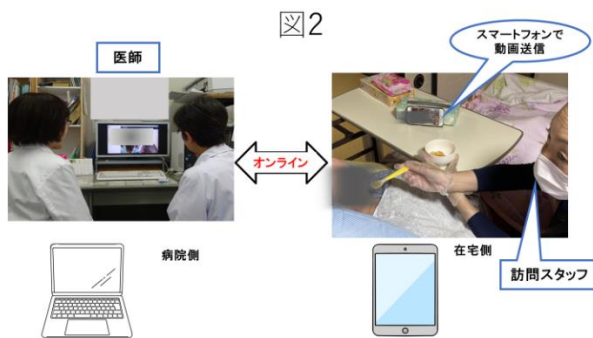 図2
医師
スマートフォンで
動画送信
オンライン
病院側
在宅側
訪問スタッフ